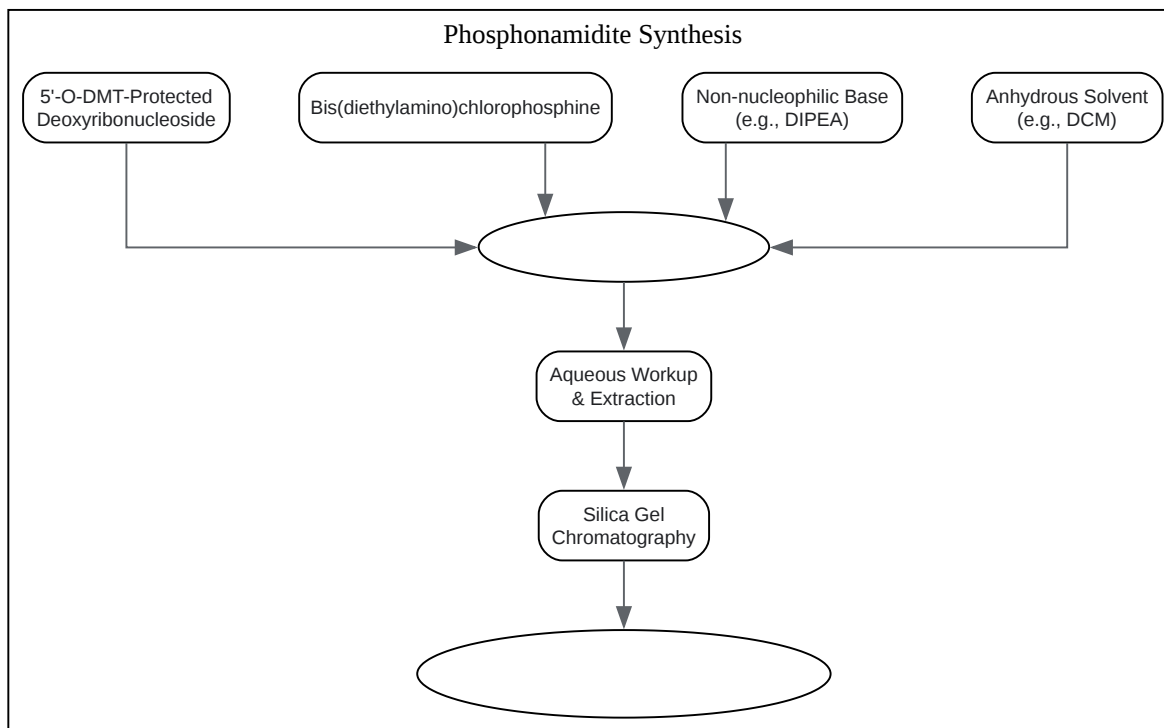 Phosphonamidite Synthesis
5'-O-DMT-Protected
Deoxyribonucleoside
Bis(diethylamino)chlorophosphine
Non-nucleophilic Base
(e.g., DIPEA)
Anhydrous Solvent
(e.g., DCM)
Aqueous Workup
& Extraction
Silica Gel
Chromatography